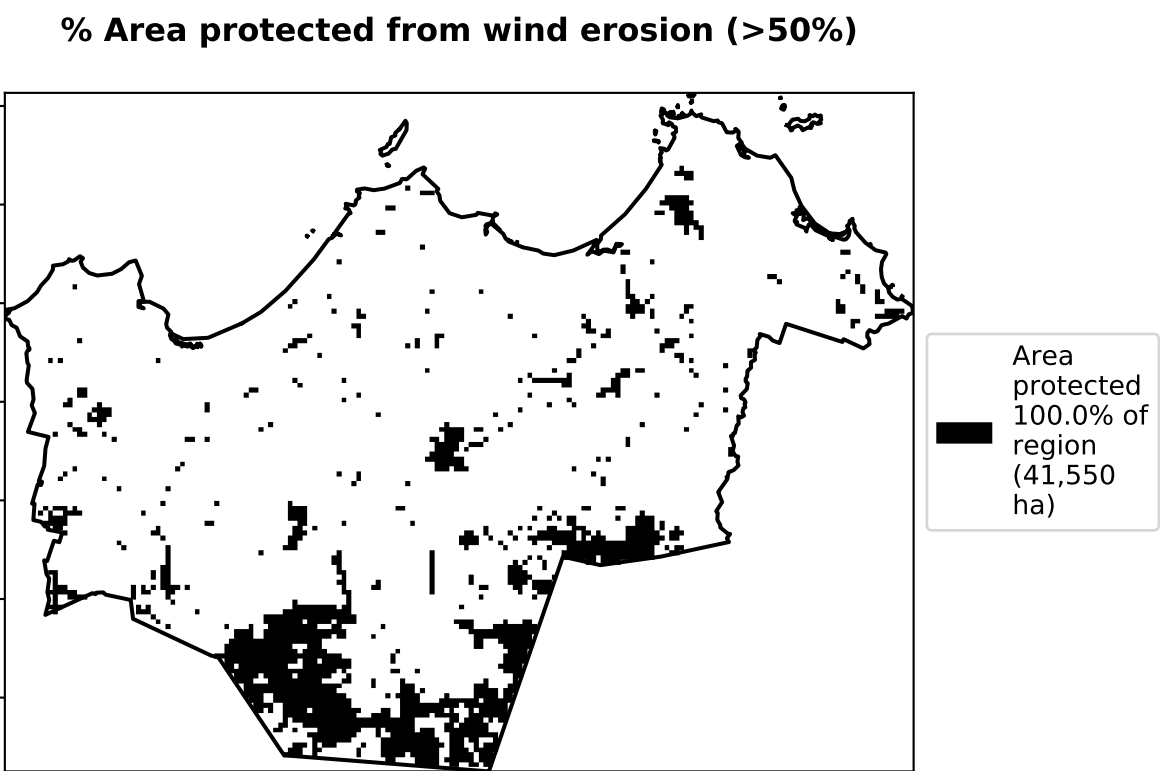 % Area protected from wind erosion (>50%)
Area
protected
100.0% of
region
(41,550
ha)